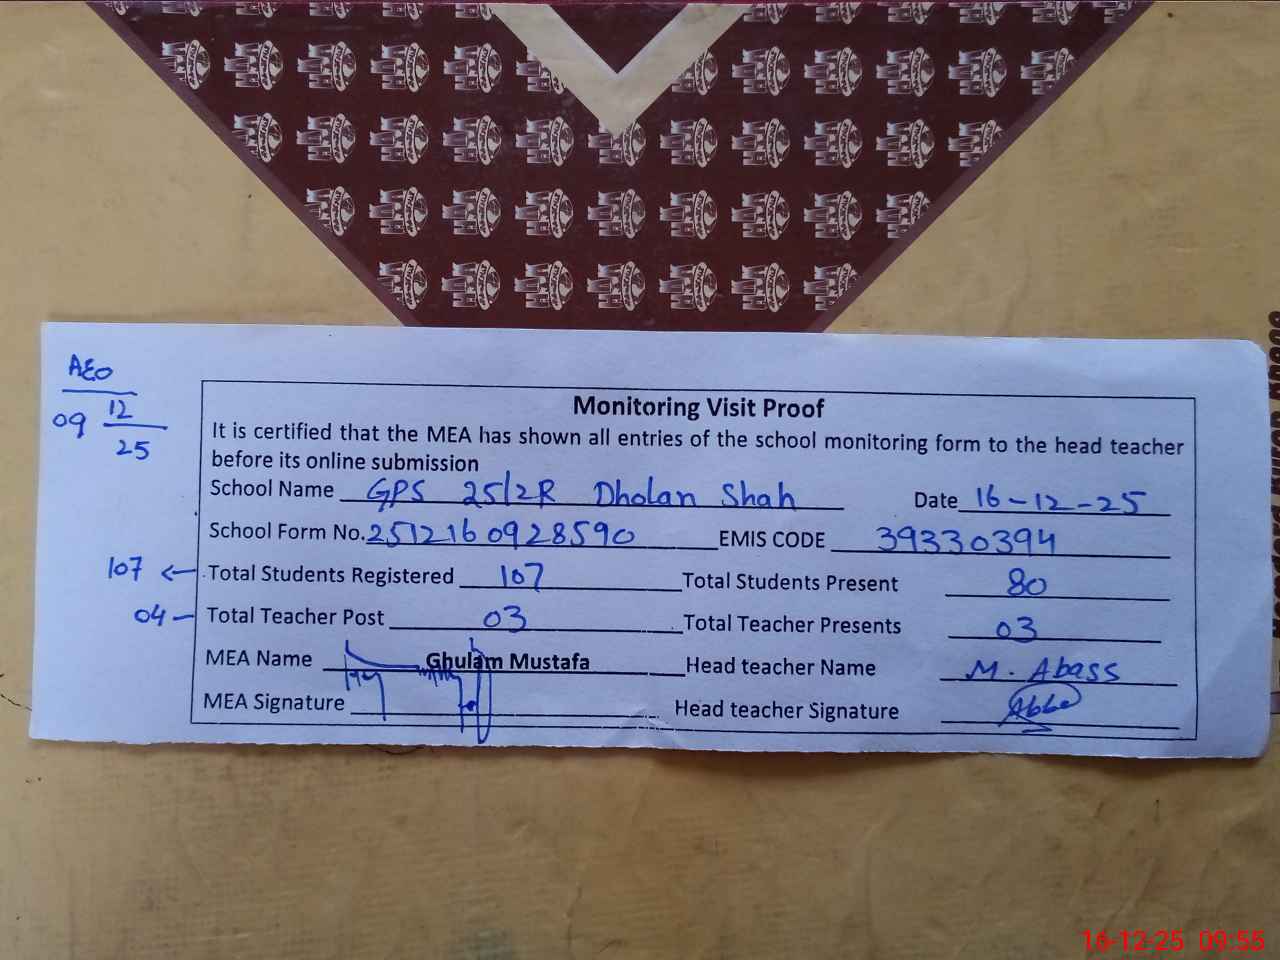 AEO
09 12
25
Monitoring Visit Proof
It is certified that the MEA has shown all entries of the school monitoring form to the head teacher
before its online submission
School Name GPS 25/2R Dholan Shah Date 16-12-25
School Form No. 2512160928590 EMIS CODE 39330394
107 ← Total Students Registered 107 Total Students Present 80
04 – Total Teacher Post 03 Total Teacher Presents 03
MEA Name Ghulam Mustafa Head teacher Name M. Abass
MEA Signature Head teacher Signature
16-12-25 09:55